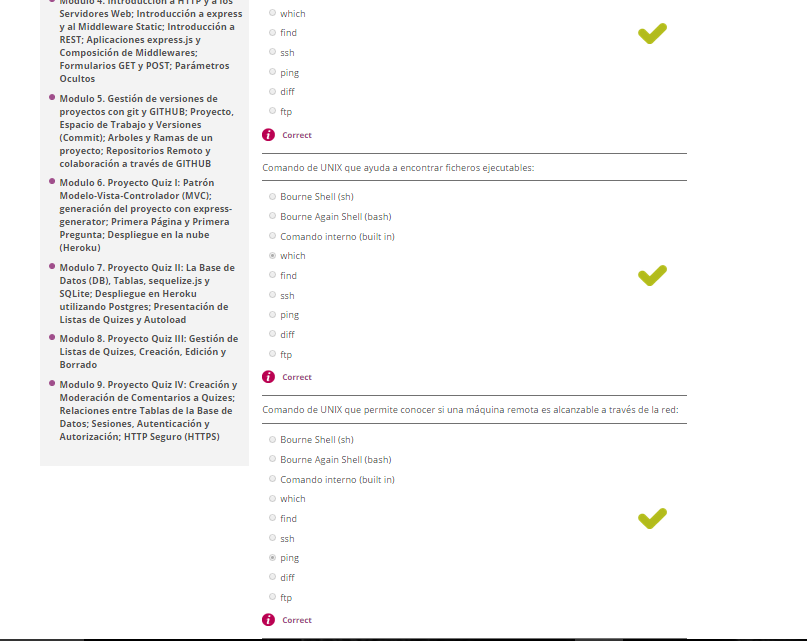 Modulo 4. Introducción a HTTP y a los
Servidores Web; Introducción a express
y al Middleware Static; Introducción a
REST; Aplicaciones express.js y
Composición de Middlewares;
Formularios GET y POST; Parámetros
Ocultos
Modulo 5. Gestión de versiones de
proyectos con git y GITHUB; Proyecto,
Espacio de Trabajo y Versiones
(Commit); Arboles y Ramas de un
proyecto; Repositorios Remoto y
colaboración a través de GITHUB
Modulo 6. Proyecto Quiz I: Patrón
Modelo-Vista-Controlador (MVC);
generación del proyecto con express-
generator; Primera Página y Primera
Pregunta; Despliegue en la nube
(Heroku)
Modulo 7. Proyecto Quiz II: La Base de
Datos (DB), Tablas, sequelize.js y
SQLite; Despliegue en Heroku
utilizando Postgres; Presentación de
Listas de Quizes y Autoload
Modulo 8. Proyecto Quiz III: Gestión de
Listas de Quizes, Creación, Edición y
Borrado
Modulo 9. Proyecto Quiz IV: Creación y
Moderación de Comentarios a Quizes;
Relaciones entre Tablas de la Base de
Datos; Sesiones, Autenticación y
Autorización; HTTP Seguro (HTTPS)
which
find
ssh
ping
diff
ftp
Correct
Comando de UNIX que ayuda a encontrar ficheros ejecutables:
Bourne Shell (sh)
Bourne Again Shell (bash)
Comando interno (built in)
which
find
ssh
ping
diff
ftp
Correct
Comando de UNIX que permite conocer si una máquina remota es alcanzable a través de la red:
Bourne Shell (sh)
Bourne Again Shell (bash)
Comando interno (built in)
which
find
ssh
ping
diff
ftp
Correct